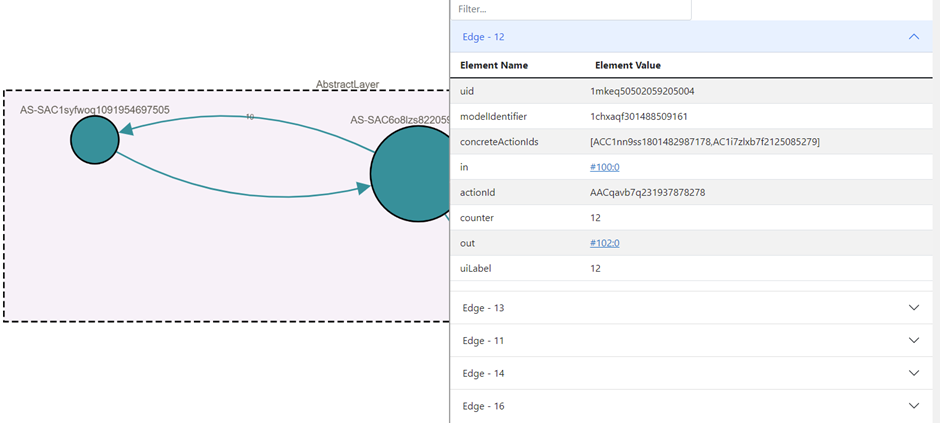 AbstractLayer
AS-SAC1syfwoq1091954697505
10
AS-SAC6o8lzs822059
Filter...
Edge - 12
Element Name Element Value
uid 1mkeq50502059205004
modelIdentifier 1chxaqf301488509161
concreteActionIds [ACC1nn9ss1801482987178,AC1i7zlxb7f2125085279]
in #100:0
actionId AACqavb7q231937878278
counter 12
out #102:0
uiLabel 12
Edge - 13
Edge - 11
Edge - 14
Edge - 16